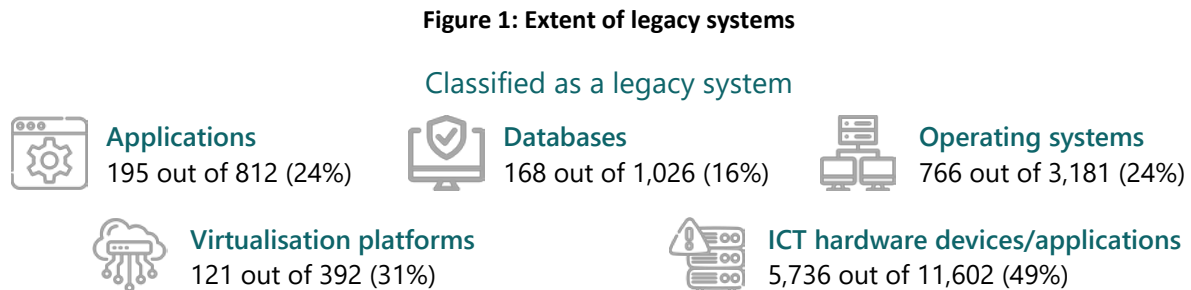 Figure 1: Extent of legacy systems
Classified as a legacy system
Applications
195 out of 812 (24%)
Databases
168 out of 1,026 (16%)
Operating systems
766 out of 3,181 (24%)
Virtualisation platforms
121 out of 392 (31%)
ICT hardware devices/applications
5,736 out of 11,602 (49%)